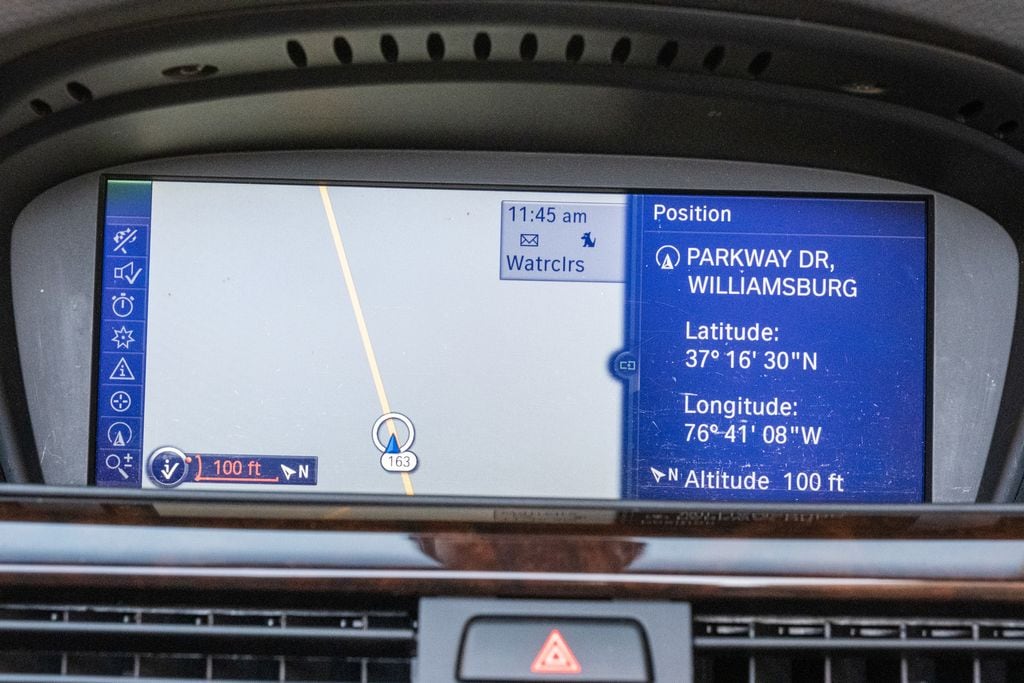 11:45 am
Watrclrs
Position
PARKWAY DR,
WILLIAMSBURG
Latitude:
37° 16' 30"N
Longitude:
76° 41' 08"W
N Altitude 100 ft
163
100 ft N